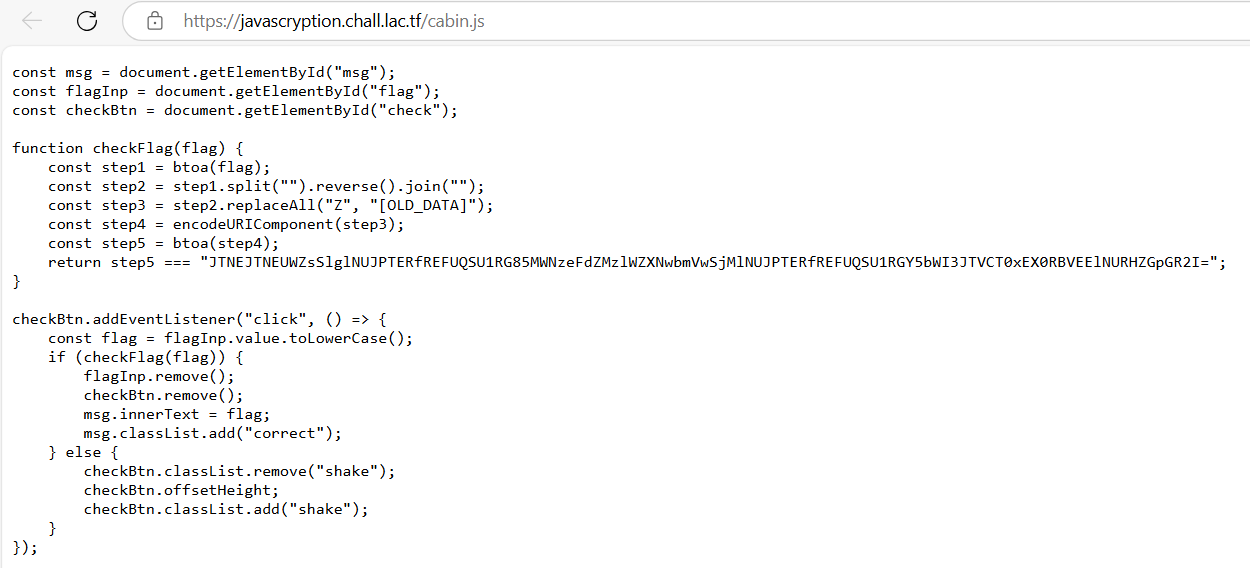 https://javascryption.chall.lac.tf/cabin.js
const msg = document.getElementById("msg");
const flagInp = document.getElementById("flag");
const checkBtn = document.getElementById("check");
function checkFlag(flag) {
    const step1 = btoa(flag);
    const step2 = step1.split("").reverse().join("");
    const step3 = step2.replaceAll("Z", "[OLD_DATA]");
    const step4 = encodeURIComponent(step3);
    const step5 = btoa(step4);
    return step5 === "JTNEJTNEUWZsSlglNUJPTERfREFUQSU1RG85MWNzeFdZMzlWZXNwbmVwSjMlNUJPTERfREFUQSU1RGY5bWI3JTVCT0xEX0RBVEElNURHZGpGR2I=";
}
checkBtn.addEventListener("click", () => {
    const flag = flagInp.value.toLowerCase();
    if (checkFlag(flag)) {
        flagInp.remove();
        checkBtn.remove();
        msg.innerText = flag;
        msg.classList.add("correct");
    } else {
        checkBtn.classList.remove("shake");
        checkBtn.offsetHeight;
        checkBtn.classList.add("shake");
    }
});